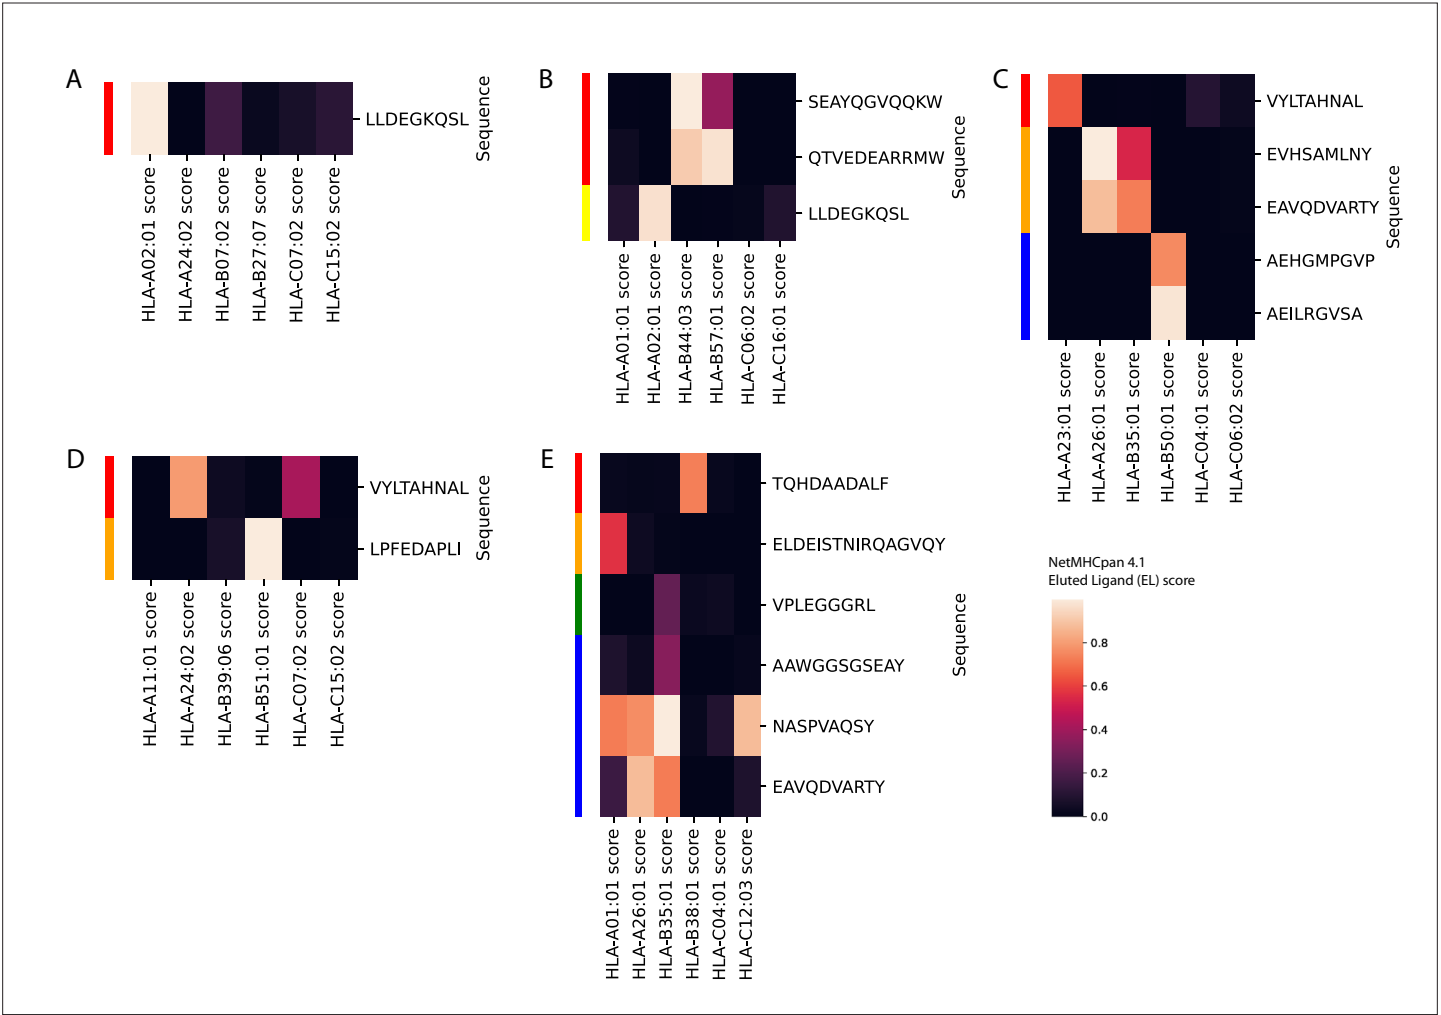 A
LLDEGKQSL
Sequence
HLA-A02:01 score
HLA-A24:02 score
HLA-B07:02 score
HLA-B27:07 score
HLA-C07:02 score
HLA-C15:02 score
B
SEAYQGVQQKW
QTVEDEARRMW
LLDEGKQSL
Sequence
HLA-A01:01 score
HLA-A02:01 score
HLA-B44:03 score
HLA-B57:01 score
HLA-C06:02 score
HLA-C16:01 score
C
VYLTAHNAL
EVHSAMLNY
EAVQDVARTY
AEHGMPGVP
AEILRGVSA
Sequence
HLA-A23:01 score
HLA-A26:01 score
HLA-B35:01 score
HLA-B50:01 score
HLA-C04:01 score
HLA-C06:02 score
D
VYLTAHNAL
LPFEDAPLI
Sequence
HLA-A11:01 score
HLA-A24:02 score
HLA-B39:06 score
HLA-B51:01 score
HLA-C07:02 score
HLA-C15:02 score
E
TQHDAADALF
ELDEISTNIRQAGVQY
VPLEGGGRL
AAWGGSGSEAY
NASPVAQSY
EAVQDVARTY
Sequence
HLA-A01:01 score
HLA-A26:01 score
HLA-B35:01 score
HLA-B38:01 score
HLA-C04:01 score
HLA-C12:03 score
NetMHCpan 4.1
Eluted Ligand (EL) score
0.8
0.6
0.4
0.2
0.0